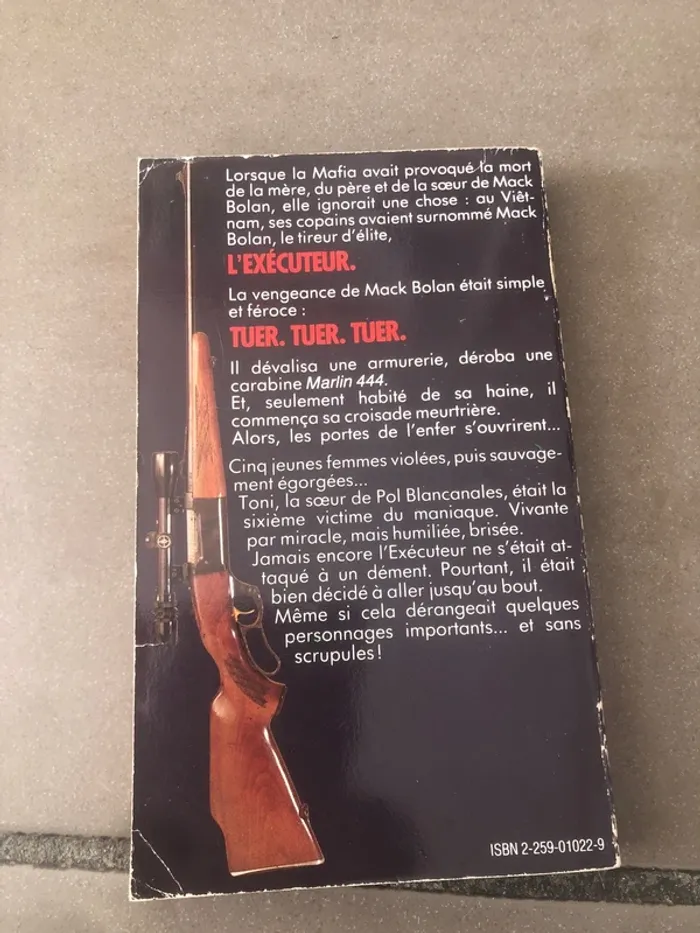 Lorsque la Mafia avait provoqué la mort
de la mère, du père et de la sœur de Mack
Bolan, elle ignorait une chose : au Viêt-
nam, ses copains avaient surnommé Mack
Bolan, le tireur d'élite,
L'EXÉCUTEUR.
La vengeance de Mack Bolan était simple
et féroce :
TUER. TUER. TUER.
Il dévalisa une armurerie, déroba une
carabine Marlin 444.
Et, seulement habité de sa haine, il
commença sa croisade meurtrière.
Alors, les portes de l'enfer s'ouvrirent...
Cinq jeunes femmes violées, puis sauvage-
ment égorgées...
Toni, la sœur de Pol Blancanales, était la
sixième victime du maniaque. Vivante
par miracle, mais humiliée, brisée.
Jamais encore l'Exécuteur ne s'était at-
taqué à un dément. Pourtant, il était
bien décidé à aller jusqu'au bout.
Même si cela dérangeait quelques
personnages importants... et sans
scrupules !
ISBN 2-259-01022-9